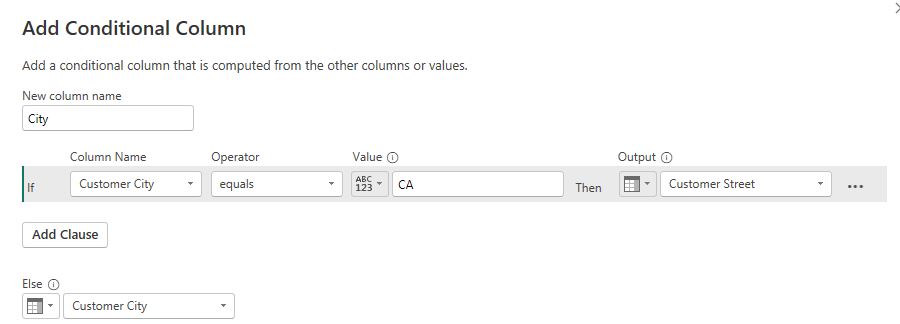 Add Conditional Column
Add a conditional column that is computed from the other columns or values.
New column name
City
Column Name Operator Value Output
If Customer City equals ABC 123 CA Then Customer Street ...
Add Clause
Else
Customer City